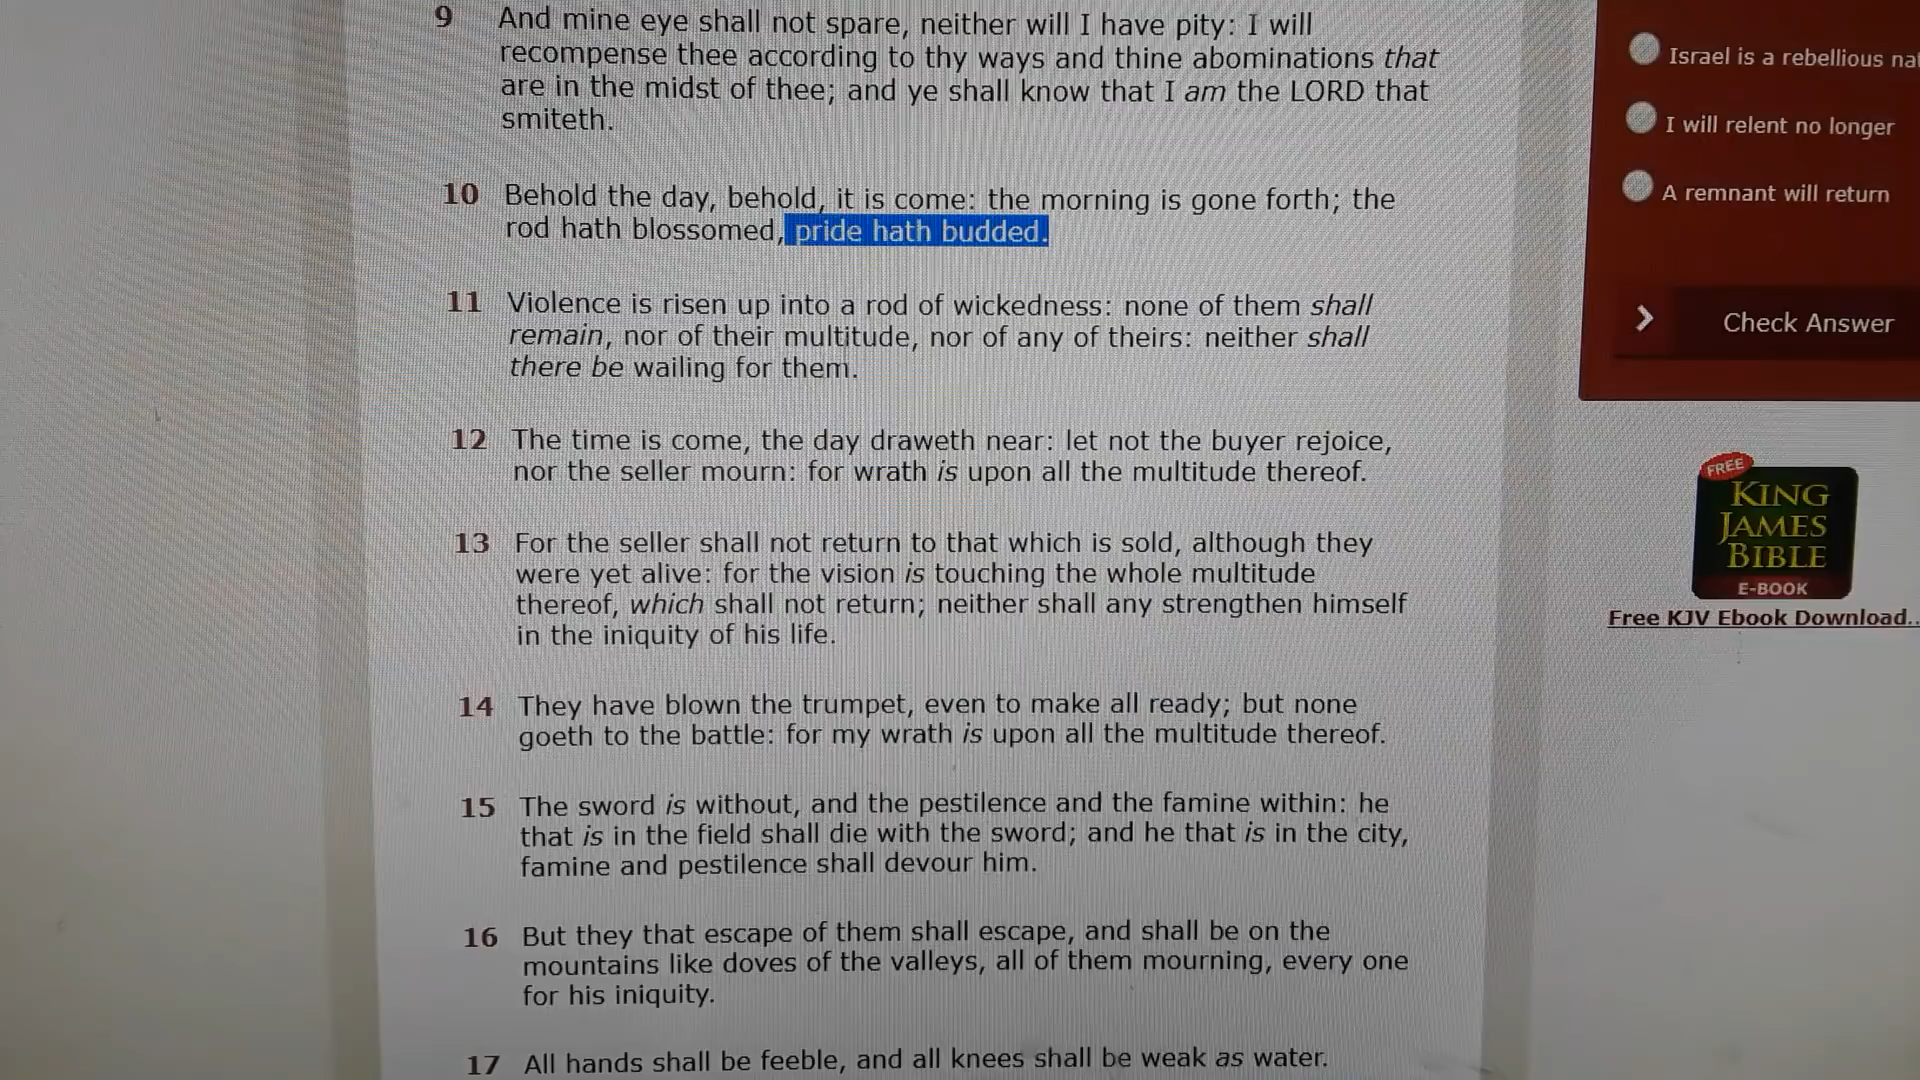 9 And mine eye shall not spare, neither will I have pity: I will
recompense thee according to thy ways and thine abominations that
are in the midst of thee; and ye shall know that I am the LORD that
smiteth.
10 Behold the day, behold, it is come: the morning is gone forth; the
rod hath blossomed, pride hath budded.
11 Violence is risen up into a rod of wickedness: none of them shall
remain, nor of their multitude, nor of any of theirs: neither shall
there be wailing for them.
12 The time is come, the day draweth near: let not the buyer rejoice,
nor the seller mourn: for wrath is upon all the multitude thereof.
13 For the seller shall not return to that which is sold, although they
were yet alive: for the vision is touching the whole multitude
thereof, which shall not return; neither shall any strengthen himself
in the iniquity of his life.
14 They have blown the trumpet, even to make all ready; but none
goeth to the battle: for my wrath is upon all the multitude thereof.
15 The sword is without, and the pestilence and the famine within: he
that is in the field shall die with the sword; and he that is in the city,
famine and pestilence shall devour him.
16 But they that escape of them shall escape, and shall be on the
mountains like doves of the valleys, all of them mourning, every one
for his iniquity.
17 All hands shall be feeble, and all knees shall be weak as water.
Israel is a rebellious nat
I will relent no longer
A remnant will return
Check Answer
FREE
KING
JAMES
BIBLE
E-BOOK
Free KJV Ebook Download..